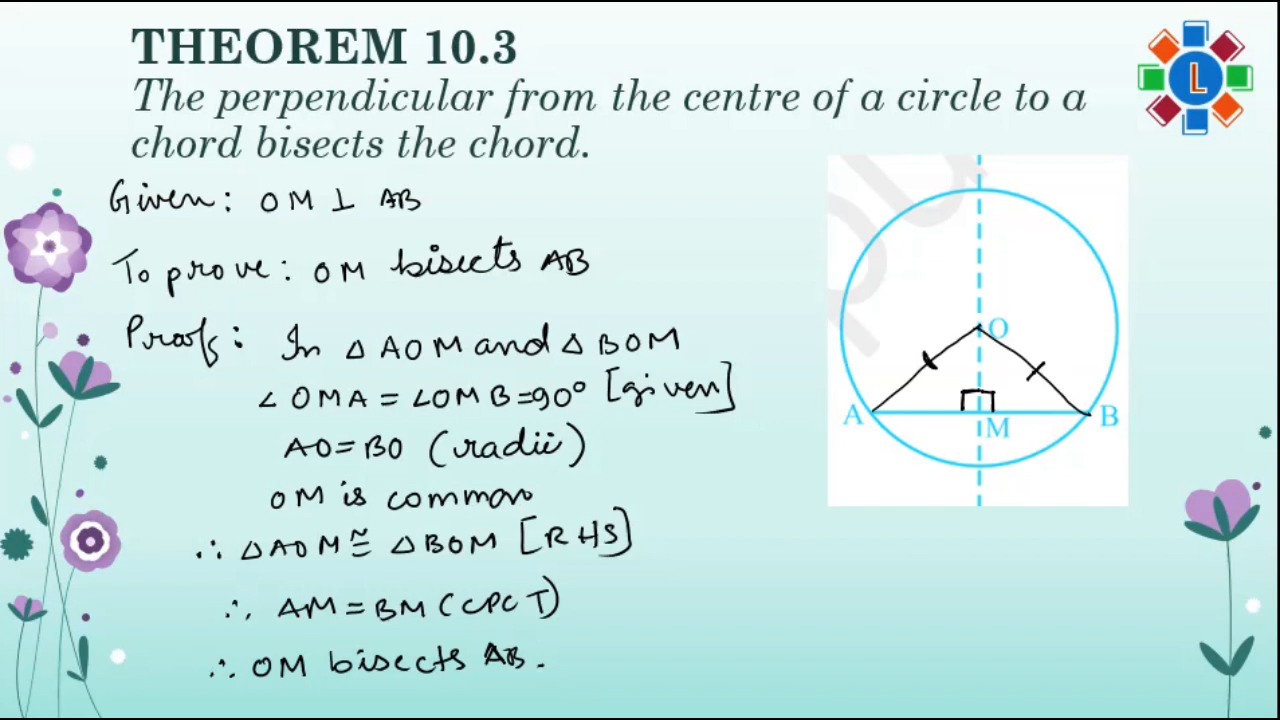 THEOREM 10.3
The perpendicular from the centre of a circle to a
chord bisects the chord.
L
Given: OM ⊥ AB
To prove: OM bisects AB
Proof: In △ AOM and △ BOM
∠ OMA = ∠OMB=90° [given]
AO=BO (radii)
OM is common
∴ △AOM ≅ △BOM [RHS]
∴ AM=BM (CPCT)
∴ OM bisects AB.
O
A
M
B